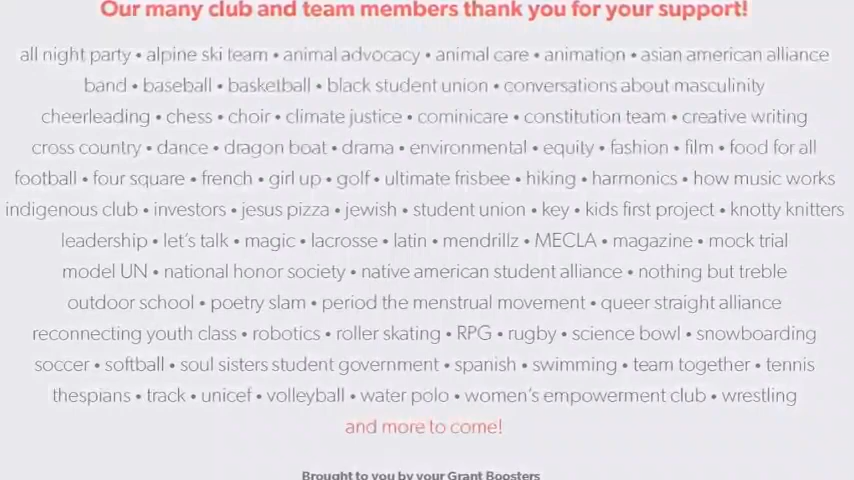 Our many club and team members thank you for your support!
all night party • alpine ski team • animal advocacy • animal care • animation • asian american alliance
band • baseball • basketball • black student union • conversations about masculinity
cheerleading • chess • choir • climate justice • cominicare • constitution team • creative writing
cross country • dance • dragon boat • drama • environmental • equity • fashion • film • food for all
football • four square • french • girl up • golf • ultimate frisbee • hiking • harmonics • how music works
indigenous club • investors • jesus pizza • jewish • student union • key • kids first project • knotty knitters
leadership • let's talk • magic • lacrosse • latin • mendrillz • MECLA • magazine • mock trial
model UN • national honor society • native american student alliance • nothing but treble
outdoor school • poetry slam • period the menstrual movement • queer straight alliance
reconnecting youth class • robotics • roller skating • RPG • rugby • science bowl • snowboarding
soccer • softball • soul sisters student government • spanish • swimming • team together • tennis
thespians • track • unicef • volleyball • water polo • women's empowerment club • wrestling
and more to come!
Brought to you by your Grant Boosters